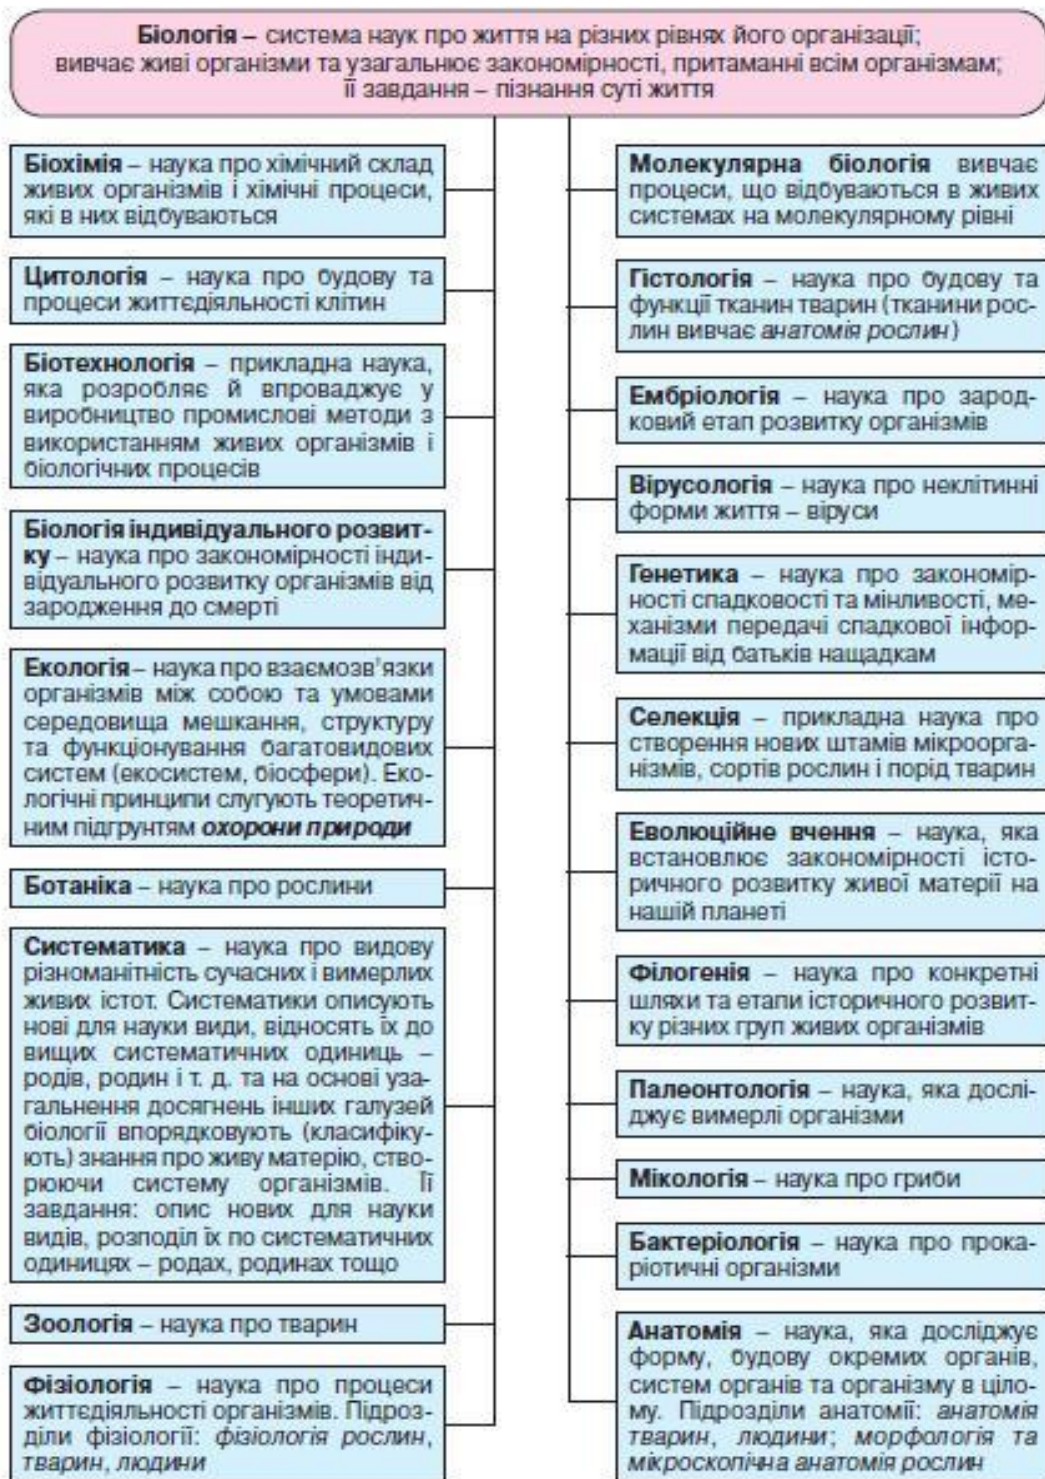 Біологія – система наук про життя на різних рівнях його організації;
вивчає живі організми та узагальнює закономірності, притаманні всім організмам;
її завдання – пізнання суті життя
Біохімія – наука про хімічний склад
живих організмів і хімічні процеси,
які в них відбуваються
Цитологія – наука про будову та
процеси життєдіяльності клітин
Біотехнологія – прикладна наука,
яка розробляє й впроваджує у
виробництво промислові методи з
використанням живих організмів і
біологічних процесів
Біологія індивідуального розвит-
ку – наука про закономірності інди-
відуального розвитку організмів від
зародження до смерті
Екологія – наука про взаємозв’язки
організмів між собою та умовами
середовища мешкання, структуру
та функціонування багатовидових
систем (екосистем, біосфери). Еко-
логічні принципи слугують теоретич-
ним підґрунтям охорони природи
Ботаніка – наука про рослини
Систематика – наука про видову
різноманітність сучасних і вимерлих
живих істот. Систематики описують
нові для науки види, відносять їх до
вищих систематичних одиниць –
родів, родин і т. д. та на основі уза-
гальнення досягнень інших галузей
біології впорядковують (класифіку-
ють) знання про живу матерію, ство-
рюючи систему організмів. Її
завдання: опис нових для науки
видів, розподіл їх по систематичних
одиницях – родах, родинах тощо
Зоологія – наука про тварин
Фізіологія – наука про процеси
життєдіяльності організмів. Підроз-
діли фізіології: фізіологія рослин,
тварин, людини
Молекулярна біологія вивчає
процеси, що відбуваються в живих
системах на молекулярному рівні
Гістологія – наука про будову та
функції тканин тварин (тканини рос-
лин вивчає анатомія рослин)
Ембріологія – наука про зарод-
ковий етап розвитку організмів
Вірусологія – наука про неклітинні
форми життя – віруси
Генетика – наука про закономір-
ності спадковості та мінливості, ме-
ханізми передачі спадкової інфор-
мації від батьків нащадкам
Селекція – прикладна наука про
створення нових штамів мікроорга-
нізмів, сортів рослин і порід тварин
Еволюційне вчення – наука, яка
встановлює закономірності істо-
ричного розвитку живої матерії на
нашій планеті
Філогенія – наука про конкретні
шляхи та етапи історичного розвит-
ку різних груп живих організмів
Палеонтологія – наука, яка дослі-
джує вимерлі організми
Мікологія – наука про гриби
Бактеріологія – наука про прока-
ріотичні організми
Анатомія – наука, яка досліджує
форму, будову окремих органів,
систем органів та організму в ціло-
му. Підрозділи анатомії: анатомія
тварин, людини; морфологія та
мікроскопічна анатомія рослин